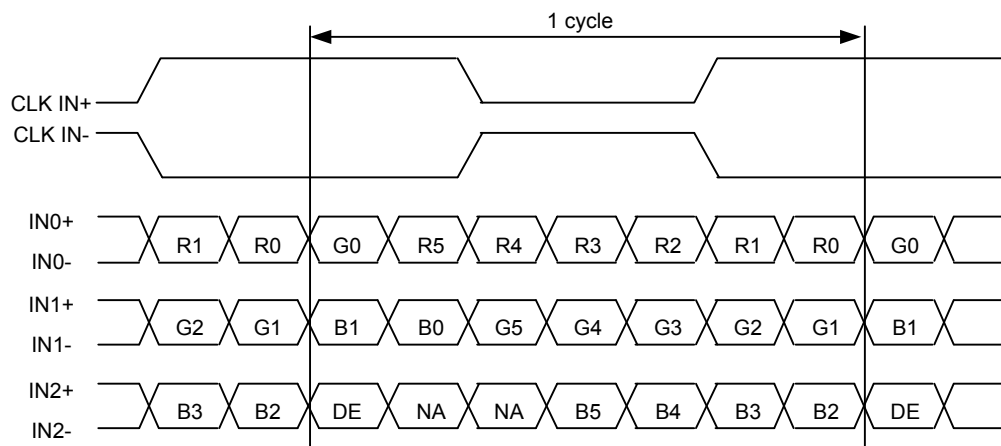 1 cycle
CLK IN+
CLK IN-
IN0+
R1 R0 G0 R5 R4 R3 R2 R1 R0 G0
IN0-
IN1+
G2 G1 B1 B0 G5 G4 G3 G2 G1 B1
IN1-
IN2+
B3 B2 DE NA NA B5 B4 B3 B2 DE
IN2-